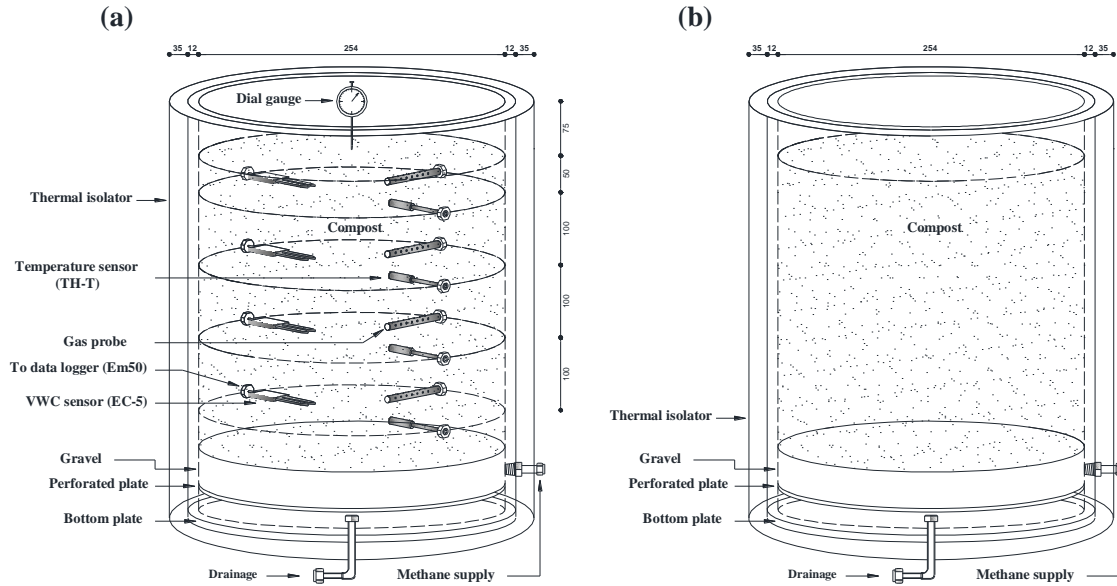 (a)
35 12 254 12 35
Dial gauge
75
50
Thermal isolator
Compost
100
Temperature sensor
(TH-T)
100
Gas probe
To data logger (Em50)
100
VWC sensor (EC-5)
Gravel
Perforated plate
Bottom plate
Drainage
Methane supply
(b)
35 12 254 12 35
Compost
Thermal isolator
Gravel
Perforated plate
Bottom plate
Drainage
Methane supply